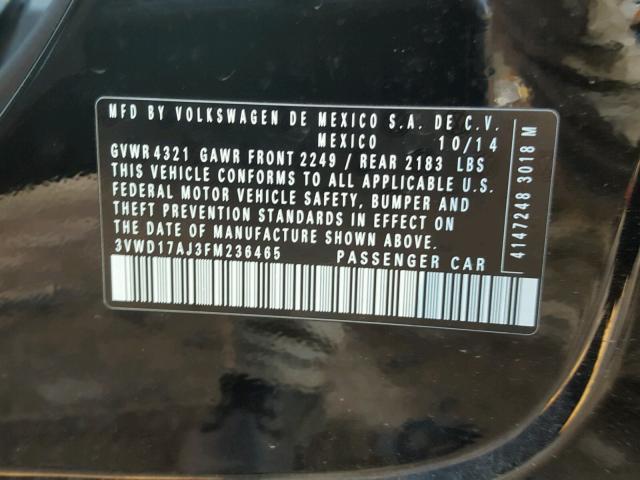 MFD BY VOLKSWAGEN DE MEXICO S.A. DE C.V.
MEXICO 10/14
GVWR 4321 GAWR FRONT 2249 / REAR 2183 LBS
THIS VEHICLE CONFORMS TO ALL APPLICABLE U.S.
FEDERAL MOTOR VEHICLE SAFETY, BUMPER AND
THEFT PREVENTION STANDARDS IN EFFECT ON
THE DATE OF MANUFACTURE SHOWN ABOVE.
3VWD17AJ3FM236465 PASSENGER CAR
4147248 3018 M